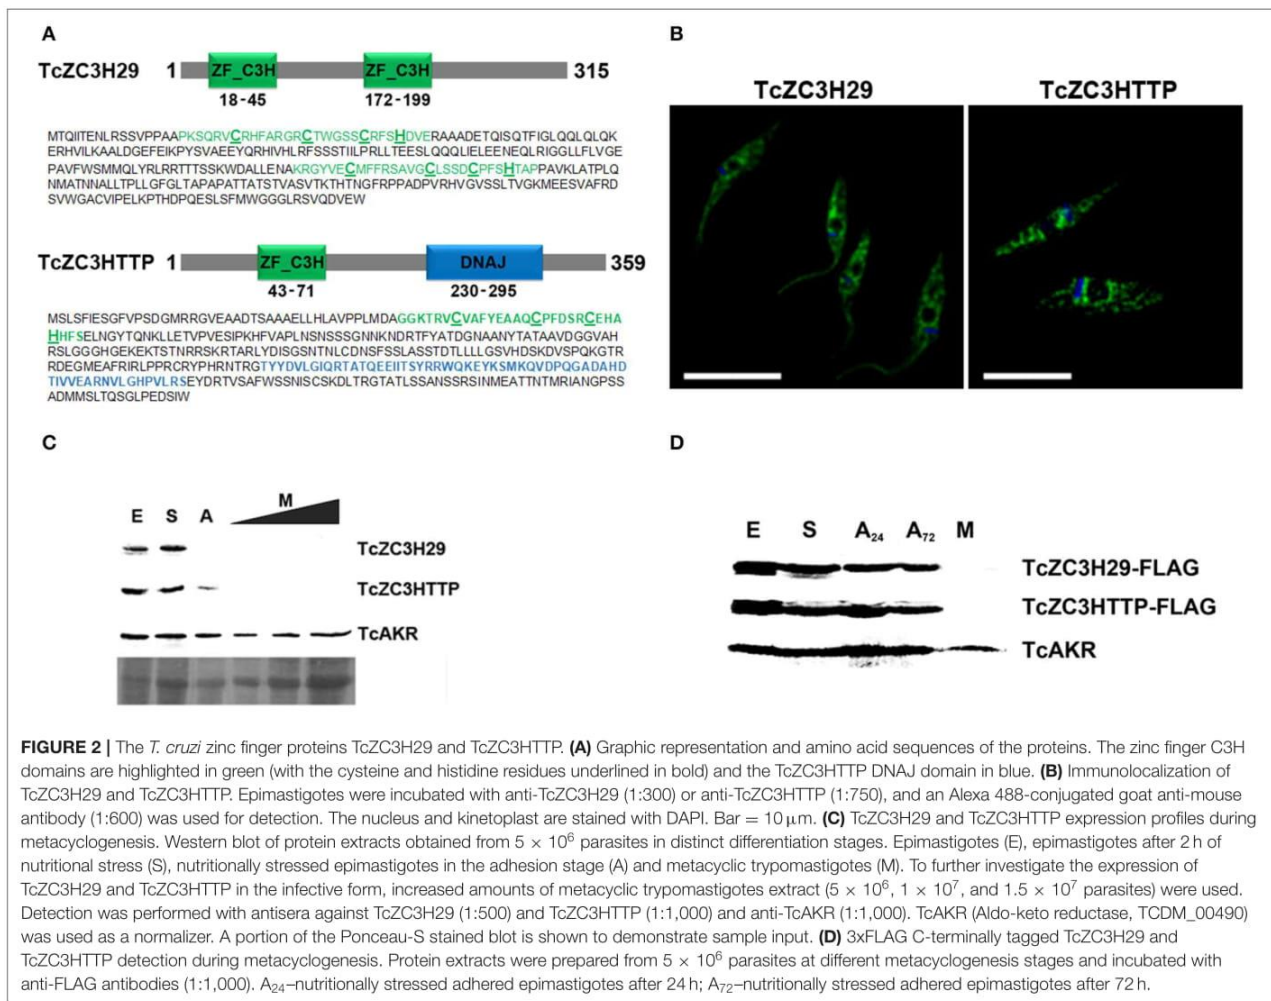 A
TcZC3H29 1 ZF_C3H ZF_C3H 315
18-45 172-199
MTQIITENLRSSVPPAAPKSQRVCRHFARGRCTWGSSCRFSHDVERAAADETQISQTFIGLQQLQLQK
ERHVILKAALDGEFEIKPYSVAEEYQRHIVHLRFSSSTIILPRLLTEESLQQQLIELEENEQLRIGGLLFLVGE
PAVFWSMMQLYRLRRTTTSSKWDALLENAKRGYVECMFFRSAVGCLSSDCPFSHTAPPAVKLATPLQ
NMATNNALLTPLLGFGLTAPAPATTATSTVASVTKTHTNGFRPPADPVRHVGVSSLTVGKMEESVAFRD
SVWGACVIPELKPTHDPQESLSFMWGGGLRSVQDVEW
TcZC3HTTP 1 ZF_C3H DNAJ 359
43-71 230-295
MSLSFIESGFVPSDGMRRGVEAADTSAAAELLHLAVPPLMDAGGKTRVCVAFYEAAQCPFDSRCEHA
HHFSELNGYTQNKLLETVPVESIPKHFVAPLNSNSSSGNNKNDRTFYATDGNAANYTATAAVDGGVAH
RSLGGGHGEKEKTSTNRRSKRTARLYDISGSNTNLCDNSFSSLASSTDTLLLLGSVHDSKDVSPQKGTR
RDEGMEAFRIRLPPRCRYPHRNTRGTYYDVLGIQRTATQEEIITSYRRWQKEYKSMKQVDPQGADAHD
TIVVEARNVLGHPVLRSEYDRTVSAFWSSNISCSKDLTRGTATLSSANSSRSINMEATTNTMRIANGPSS
ADMMSLTQSGLPEDSIW
B
TcZC3H29 TcZC3HTTP
C
M
E S A
TcZC3H29
TcZC3HTTP
TcAKR
D
E S A24 A72 M
TcZC3H29-FLAG
TcZC3HTTP-FLAG
TcAKR
FIGURE 2 | The T. cruzi zinc finger proteins TcZC3H29 and TcZC3HTTP. (A) Graphic representation and amino acid sequences of the proteins. The zinc finger C3H
domains are highlighted in green (with the cysteine and histidine residues underlined in bold) and the TcZC3HTTP DNAJ domain in blue. (B) Immunolocalization of
TcZC3H29 and TcZC3HTTP. Epimastigotes were incubated with anti-TcZC3H29 (1:300) or anti-TcZC3HTTP (1:750), and an Alexa 488-conjugated goat anti-mouse
antibody (1:600) was used for detection. The nucleus and kinetoplast are stained with DAPI. Bar = 10 μm. (C) TcZC3H29 and TcZC3HTTP expression profiles during
metacyclogenesis. Western blot of protein extracts obtained from 5 × 10⁶ parasites in distinct differentiation stages. Epimastigotes (E), epimastigotes after 2 h of
nutritional stress (S), nutritionally stressed epimastigotes in the adhesion stage (A) and metacyclic trypomastigotes (M). To further investigate the expression of
TcZC3H29 and TcZC3HTTP in the infective form, increased amounts of metacyclic trypomastigotes extract (5 × 10⁶, 1 × 10⁷, and 1.5 × 10⁷ parasites) were used.
Detection was performed with antisera against TcZC3H29 (1:500) and TcZC3HTTP (1:1,000) and anti-TcAKR (1:1,000). TcAKR (Aldo-keto reductase, TCDM_00490)
was used as a normalizer. A portion of the Ponceau-S stained blot is shown to demonstrate sample input. (D) 3xFLAG C-terminally tagged TcZC3H29 and
TcZC3HTTP detection during metacyclogenesis. Protein extracts were prepared from 5 × 10⁶ parasites at different metacyclogenesis stages and incubated with
anti-FLAG antibodies (1:1,000). A24–nutritionally stressed adhered epimastigotes after 24 h; A72–nutritionally stressed adhered epimastigotes after 72 h.